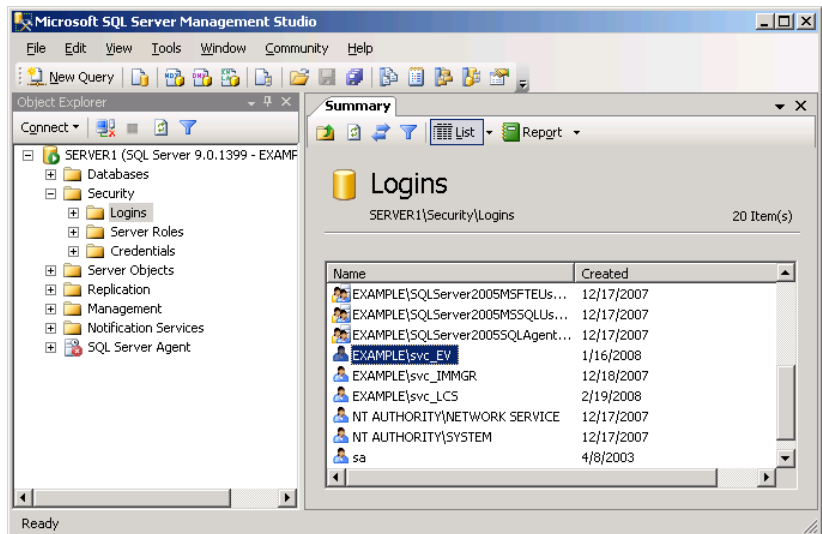 Microsoft SQL Server Management Studio
File Edit View Tools Window Community Help
New Query
Object Explorer
Connect
SERVER1 (SQL Server 9.0.1399 - EXAMP
Databases
Security
Logins
Server Roles
Credentials
Server Objects
Replication
Management
Notification Services
SQL Server Agent
Summary
List Report
Logins
SERVER1\Security\Logins 20 Item(s)
Name Created
EXAMPLE\SQLServer2005MSFTEUs... 12/17/2007
EXAMPLE\SQLServer2005MSSQLUs... 12/17/2007
EXAMPLE\SQLServer2005SQLAgent... 12/17/2007
EXAMPLE\svc_EV 1/16/2008
EXAMPLE\svc_IMMGR 12/18/2007
EXAMPLE\svc_LCS 2/19/2008
NT AUTHORITY\NETWORK SERVICE 12/17/2007
NT AUTHORITY\SYSTEM 12/17/2007
sa 4/8/2003
Ready